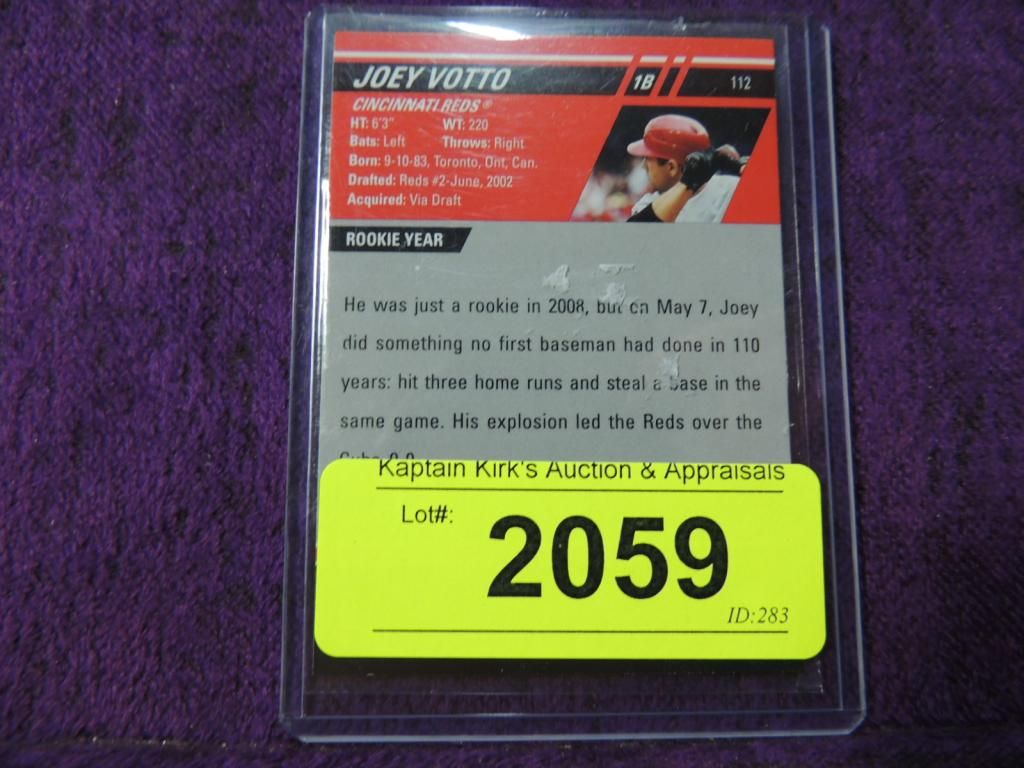 JOEY VOTTO 1B 112
CINCINNATI REDS®
HT: 6'3" WT: 220
Bats: Left Throws: Right
Born: 9-10-83, Toronto, Ont, Can.
Drafted: Reds #2-June, 2002
Acquired: Via Draft
ROOKIE YEAR
He was just a rookie in 2008, but on May 7, Joey
did something no first baseman had done in 110
years: hit three home runs and steal a base in the
same game. His explosion led the Reds over the
Kaptain Kirk's Auction & Appraisals
Lot#: 2059
ID:283